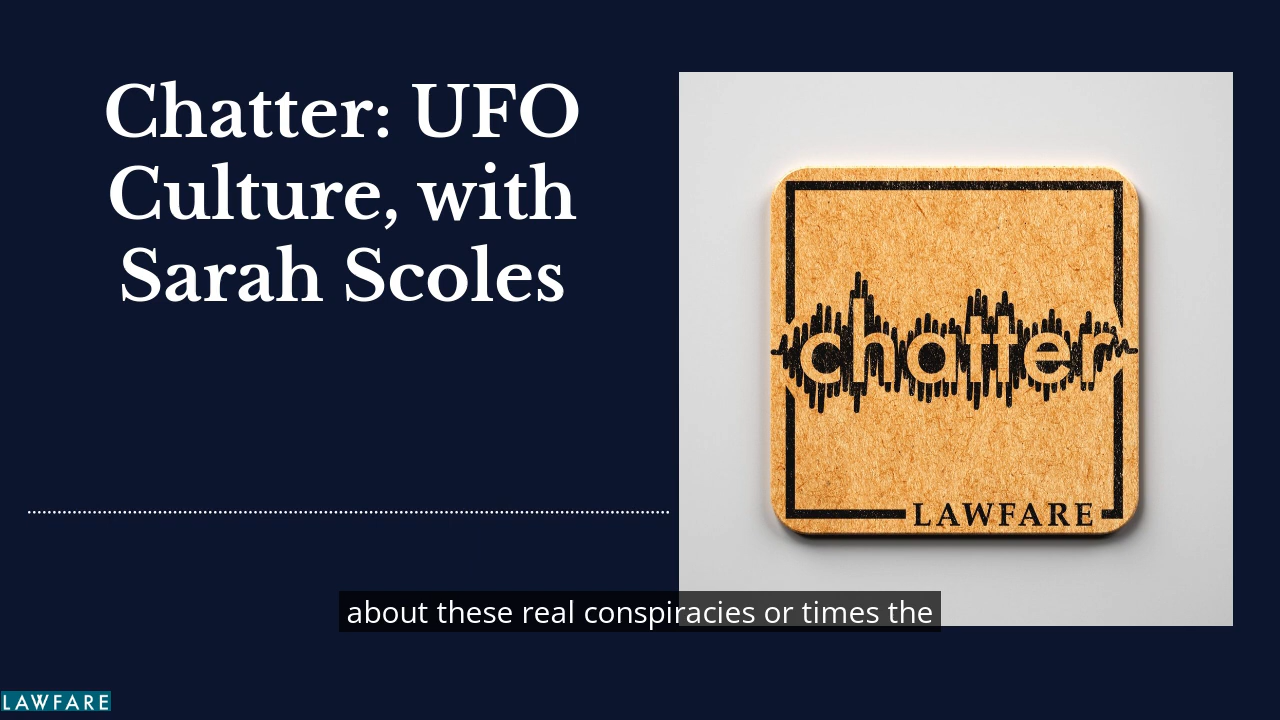 Chatter: UFO
Culture, with
Sarah Scoles
chatter
LAWFARE
about these real conspiracies or times the
LAWFARE